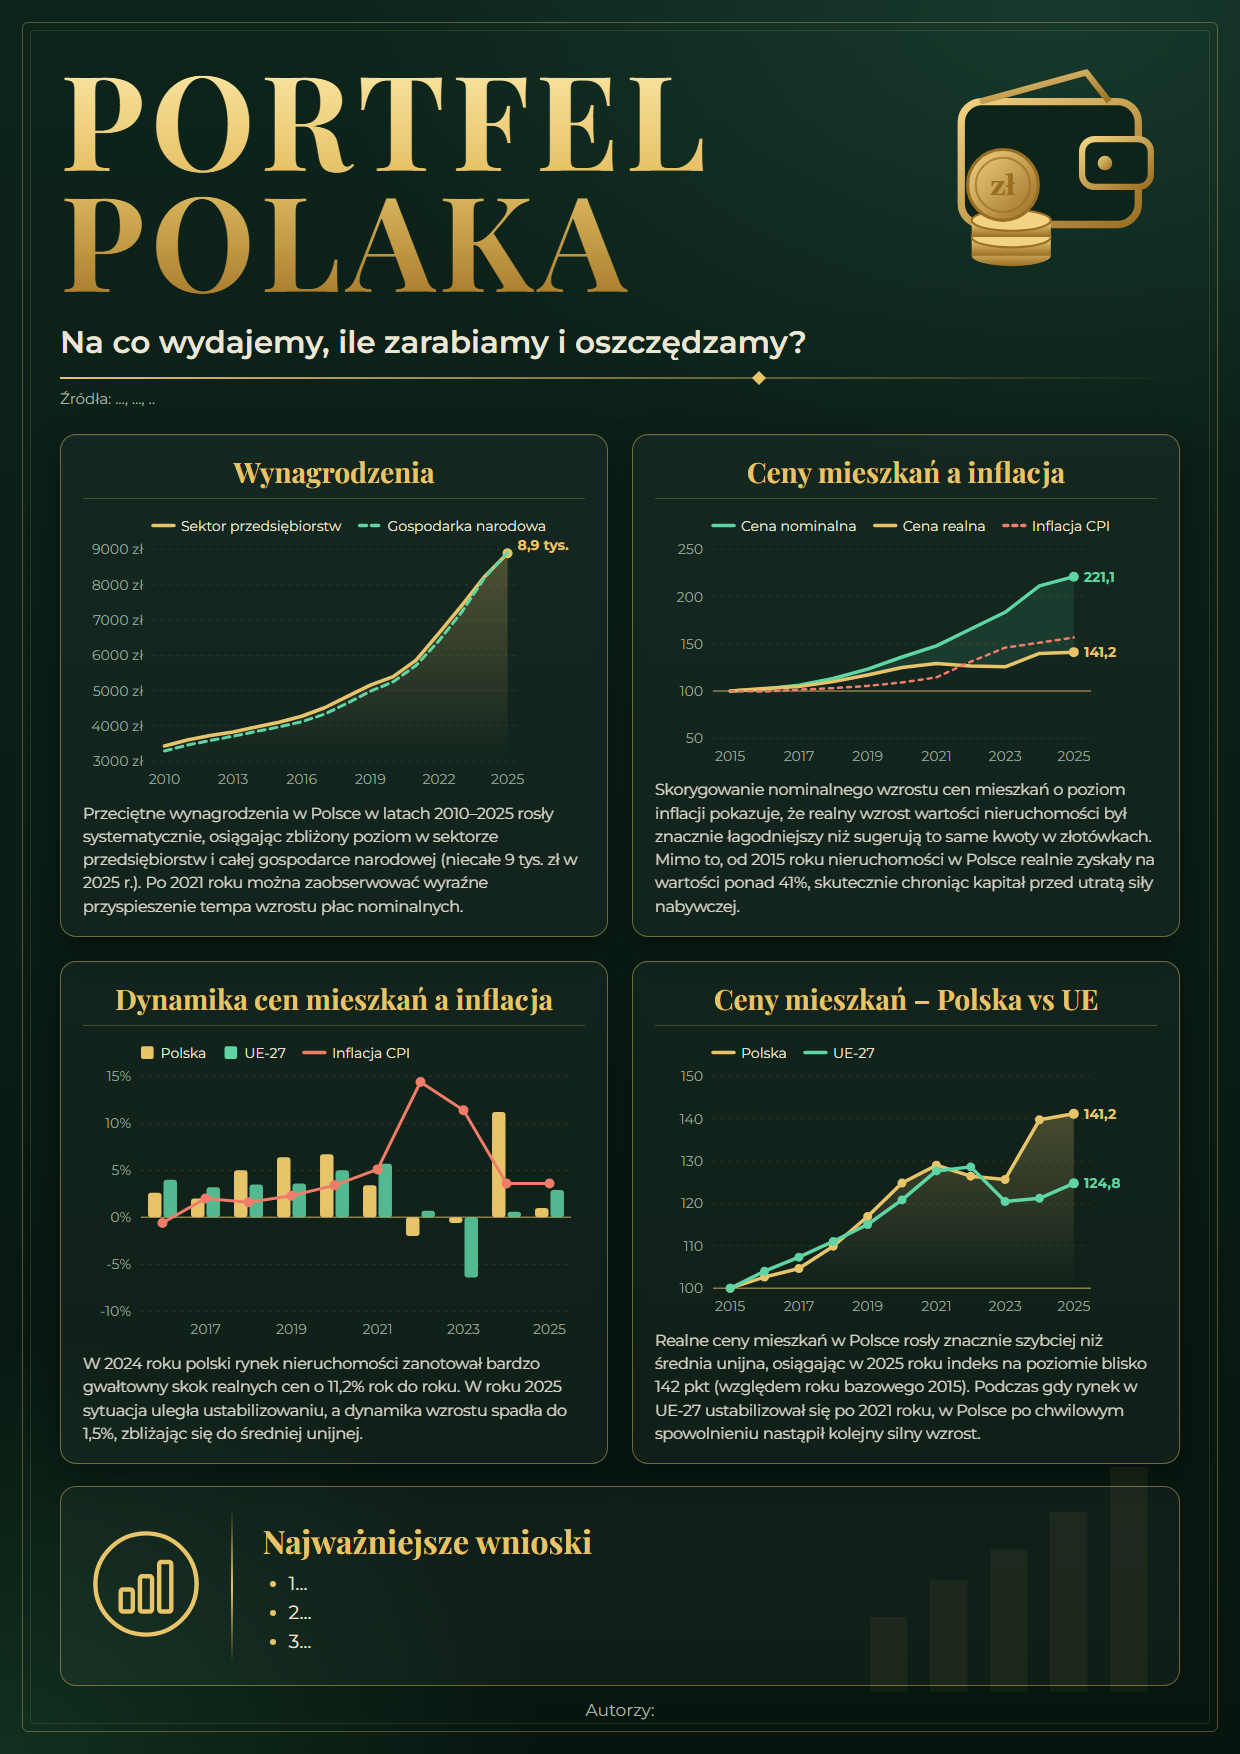 PORTFEL
POLAKA
zł
Na co wydajemy, ile zarabiamy i oszczędzamy?
Źródła: ..., ..., ..
Wynagrodzenia
Sektor przedsiębiorstw Gospodarka narodowa
9000 zł
8,9 tys.
8000 zł
7000 zł
6000 zł
5000 zł
4000 zł
3000 zł
2010 2013 2016 2019 2022 2025
Przeciętne wynagrodzenia w Polsce w latach 2010–2025 rosły
systematycznie, osiągając zbliżony poziom w sektorze
przedsiębiorstw i całej gospodarce narodowej (niecałe 9 tys. zł w
2025 r.). Po 2021 roku można zaobserwować wyraźne
przyspieszenie tempa wzrostu płac nominalnych.
Ceny mieszkań a inflacja
Cena nominalna Cena realna Inflacja CPI
250
221,1
200
150
141,2
100
50
2015 2017 2019 2021 2023 2025
Skorygowanie nominalnego wzrostu cen mieszkań o poziom
inflacji pokazuje, że realny wzrost wartości nieruchomości był
znacznie łagodniejszy niż sugerują to same kwoty w złotówkach.
Mimo to, od 2015 roku nieruchomości w Polsce realnie zyskały na
wartości ponad 41%, skutecznie chroniąc kapitał przed utratą siły
nabywczej.
Dynamika cen mieszkań a inflacja
Polska UE-27 Inflacja CPI
15%
10%
5%
0%
-5%
-10%
2017 2019 2021 2023 2025
W 2024 roku polski rynek nieruchomości zanotował bardzo
gwałtowny skok realnych cen o 11,2% rok do roku. W roku 2025
sytuacja uległa ustabilizowaniu, a dynamika wzrostu spadła do
1,5%, zbliżając się do średniej unijnej.
Ceny mieszkań – Polska vs UE
Polska UE-27
150
140
141,2
130
124,8
120
110
100
2015 2017 2019 2021 2023 2025
Realne ceny mieszkań w Polsce rosły znacznie szybciej niż
średnia unijna, osiągając w 2025 roku indeks na poziomie blisko
142 pkt (względem roku bazowego 2015). Podczas gdy rynek w
UE-27 ustabilizował się po 2021 roku, w Polsce po chwilowym
spowolnieniu nastąpił kolejny silny wzrost.
Najważniejsze wnioski
• 1...
• 2...
• 3...
Autorzy: